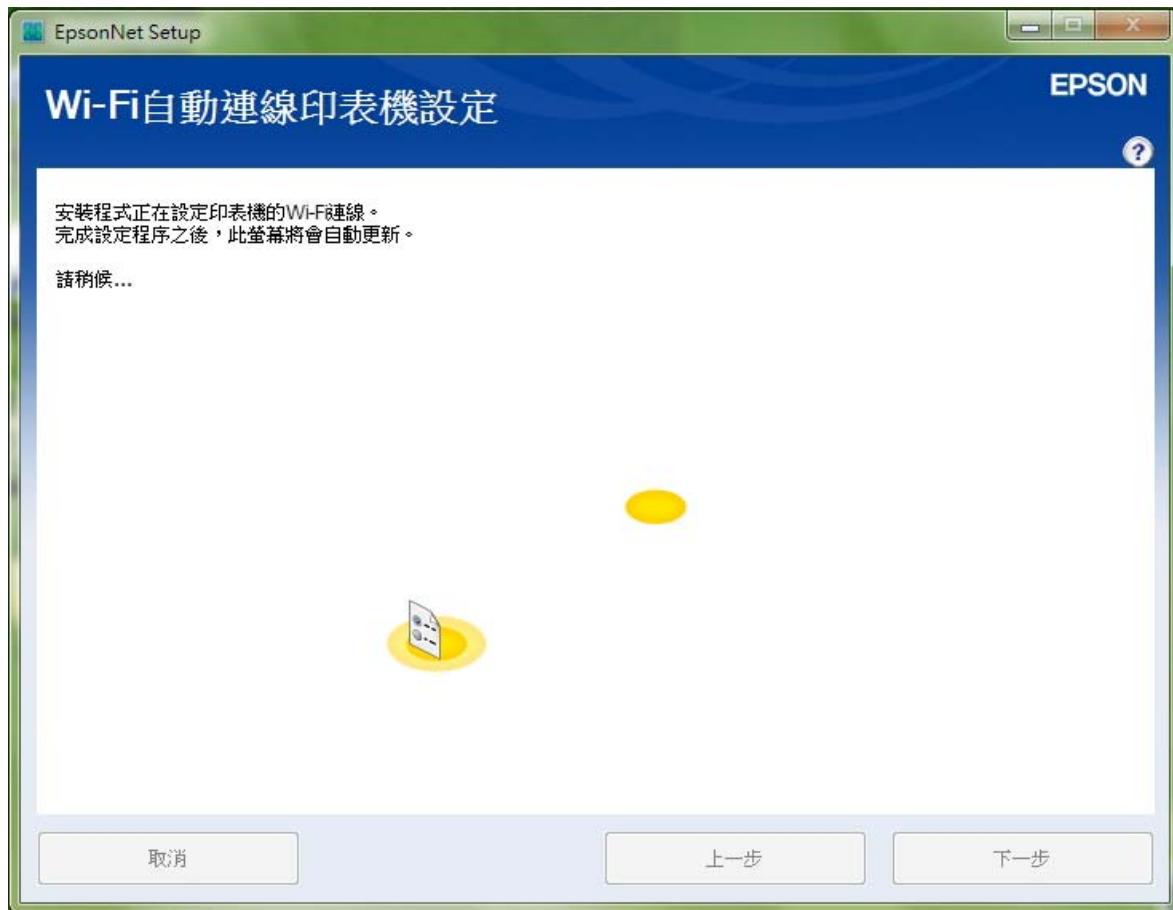 EpsonNet Setup
EPSON
Wi-Fi自動連線印表機設定
?
安裝程式正在設定印表機的Wi-Fi連線。
完成設定程序之後，此螢幕將會自動更新。
請稍候...
取消
上一步
下一步